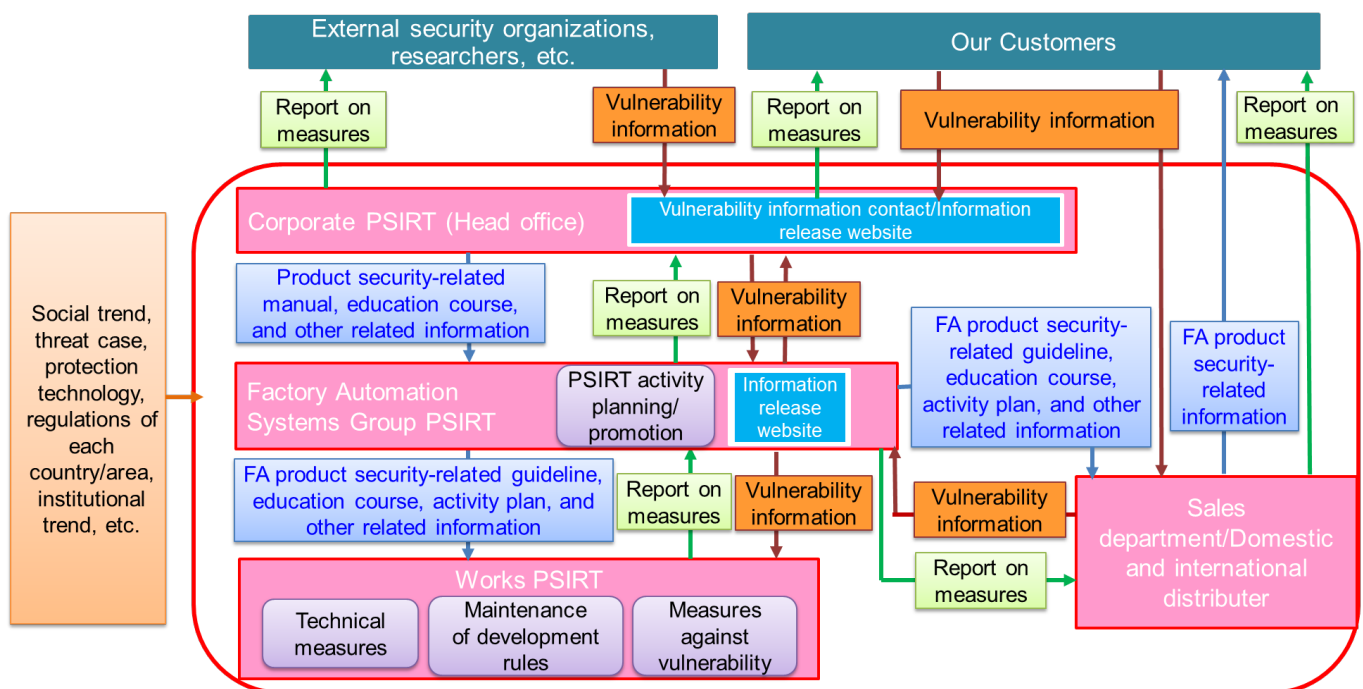 External security organizations,
researchers, etc.
Our Customers
Report on
measures
Vulnerability
information
Report on
measures
Vulnerability information
Report on
measures
Corporate PSIRT (Head office)
Vulnerability information contact/Information
release website
Product security-related
manual, education course,
and other related information
Report on
measures
Vulnerability
information
FA product security-
related guideline,
education course,
activity plan, and other
related information
FA product
security-
related
information
Social trend,
threat case,
protection
technology,
regulations of
each
country/area,
institutional
trend, etc.
Factory Automation
Systems Group PSIRT
PSIRT activity
planning/
promotion
Information
release
website
FA product security-related guideline,
education course, activity plan, and
other related information
Report on
measures
Vulnerability
information
Vulnerability
information
Report on
measures
Sales
department/Domestic
and international
distributer
Works PSIRT
Technical
measures
Maintenance
of development
rules
Measures
against
vulnerability